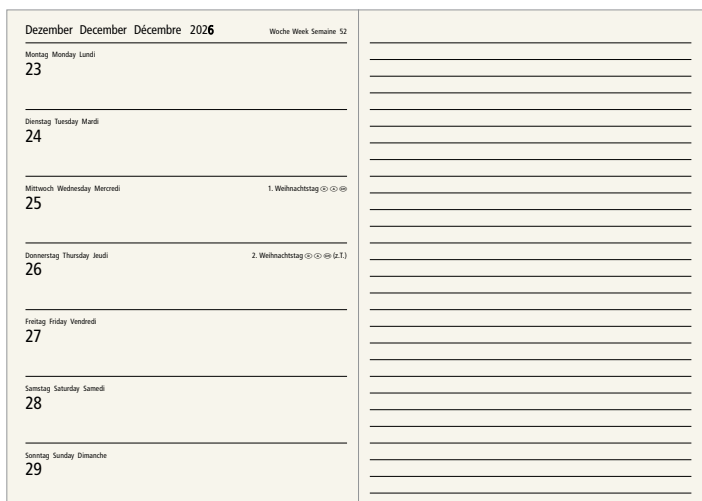 Dezember December Décembre 2026
Woche Week Semaine 52
Montag Monday Lundi
23
Dienstag Tuesday Mardi
24
Mittwoch Wednesday Mercredi
1. Weihnachtstag
25
Donnerstag Thursday Jeudi
2. Weihnachtstag (z.T.)
26
Freitag Friday Vendredi
27
Samstag Saturday Samedi
28
Sonntag Sunday Dimanche
29